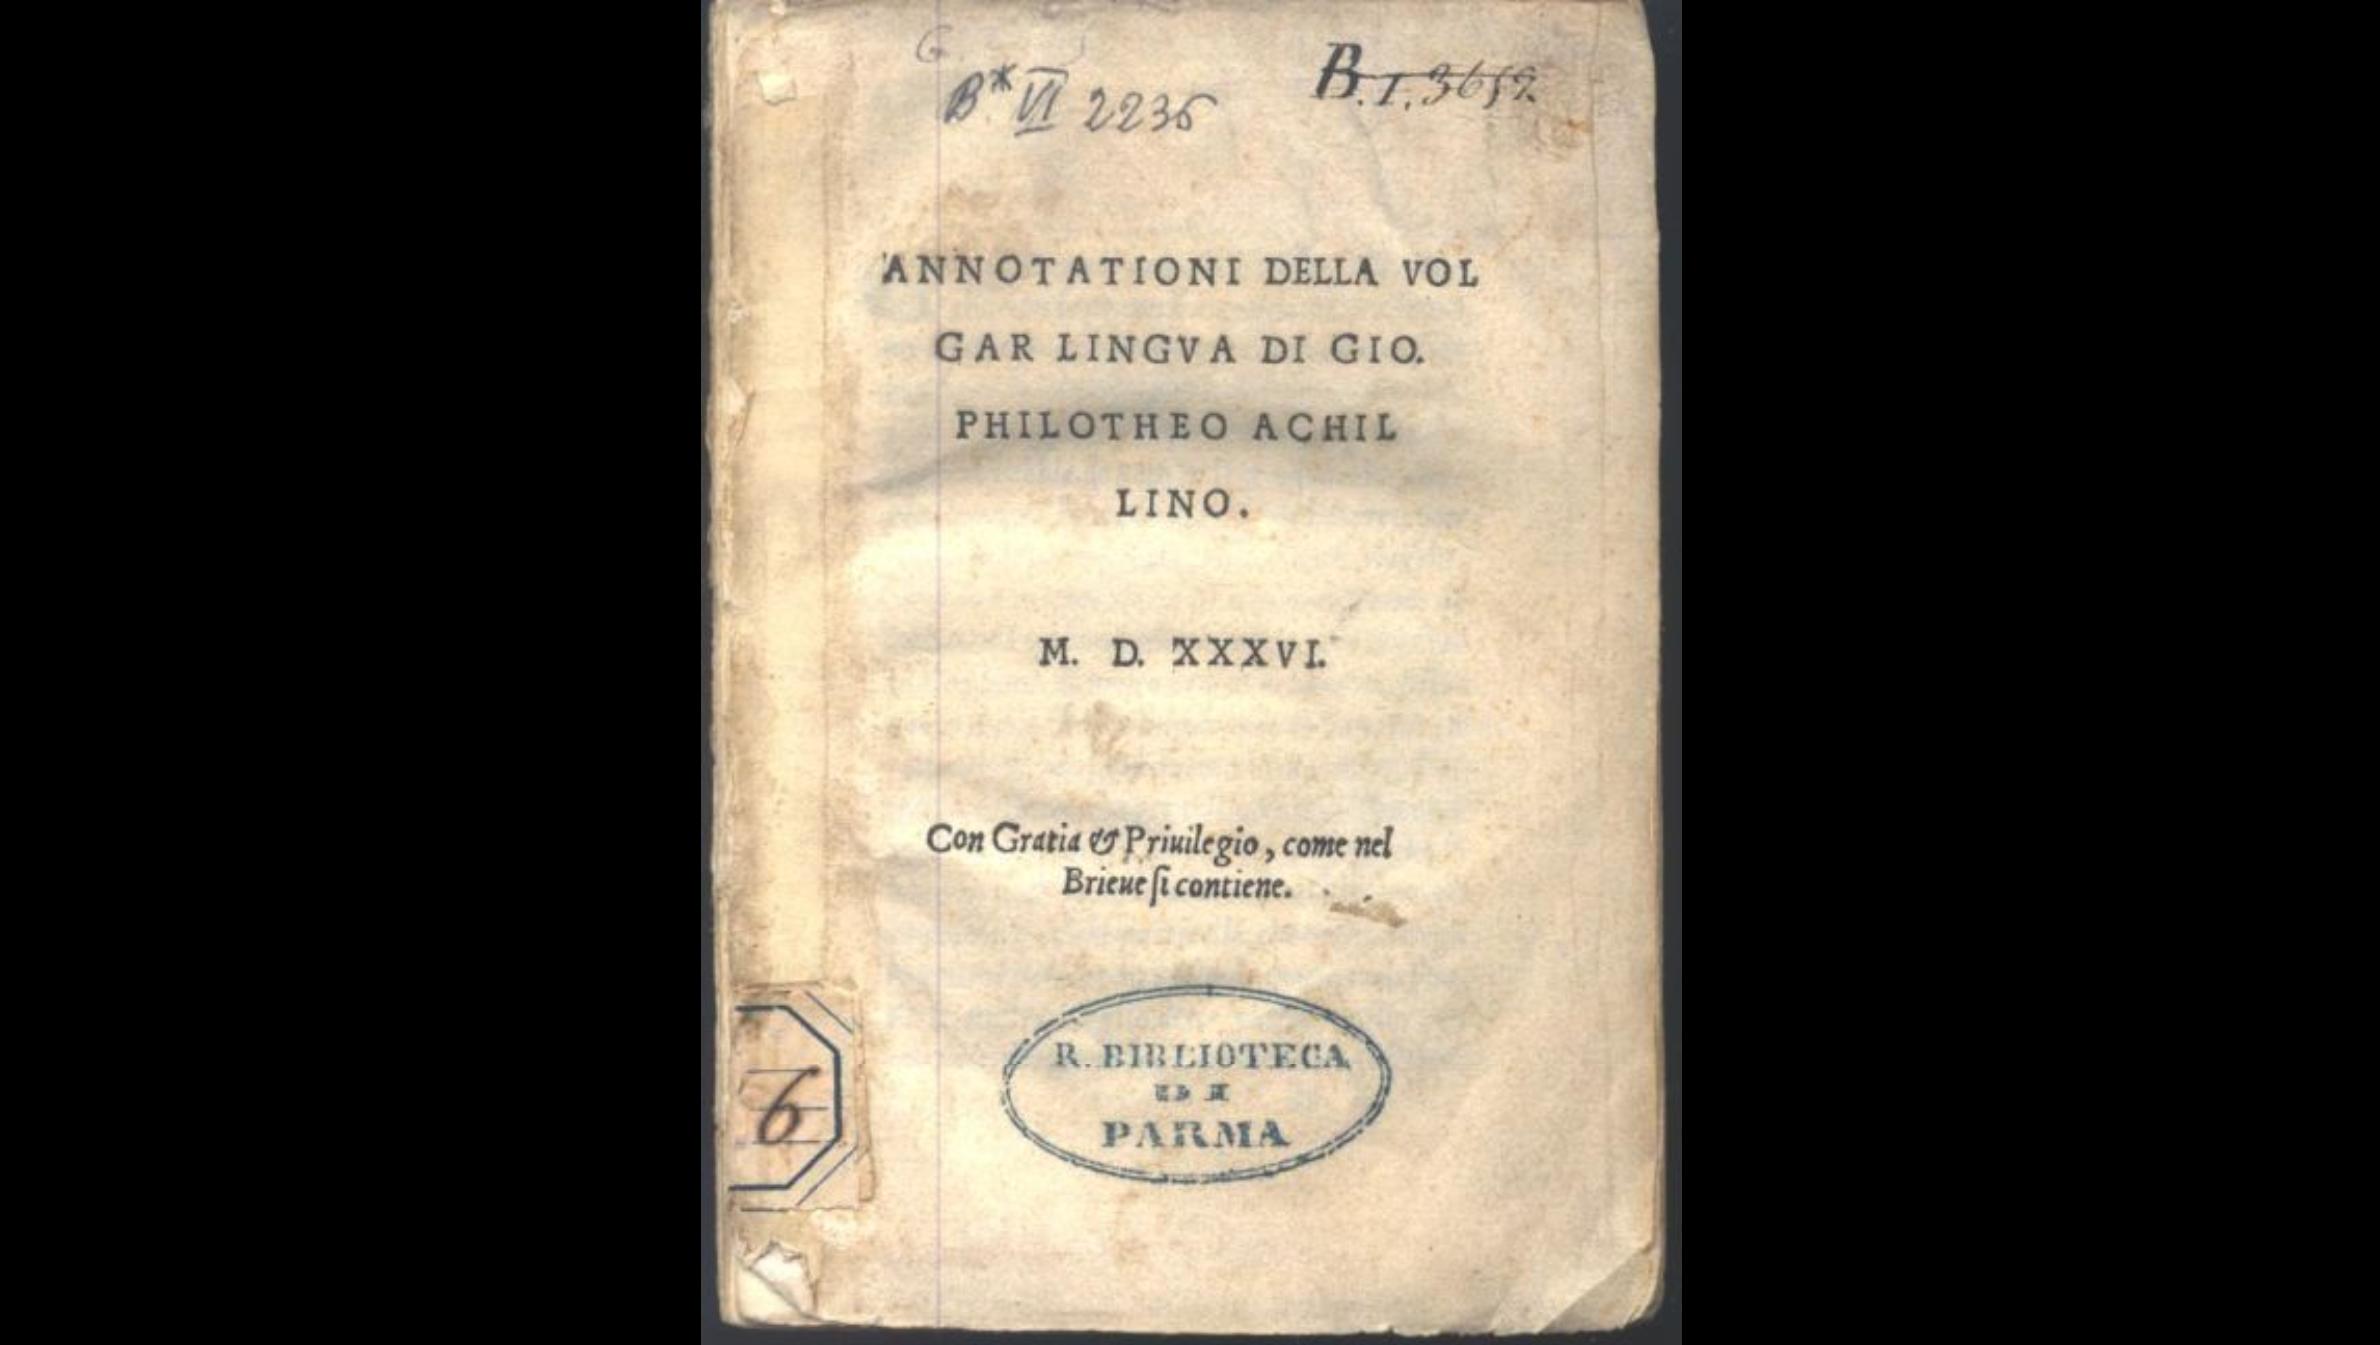 B.* VI 2236
B.I.3659.
ANNOTATIONI DELLA VOL
GAR LINGVA DI GIO.
PHILOTHEO ACHIL
LINO.
M. D. XXXVI.
Con Gratia & Priuilegio, come nel
Brieue ſi contiene.
R. BIBLIOTECA
DI
PARMA
6